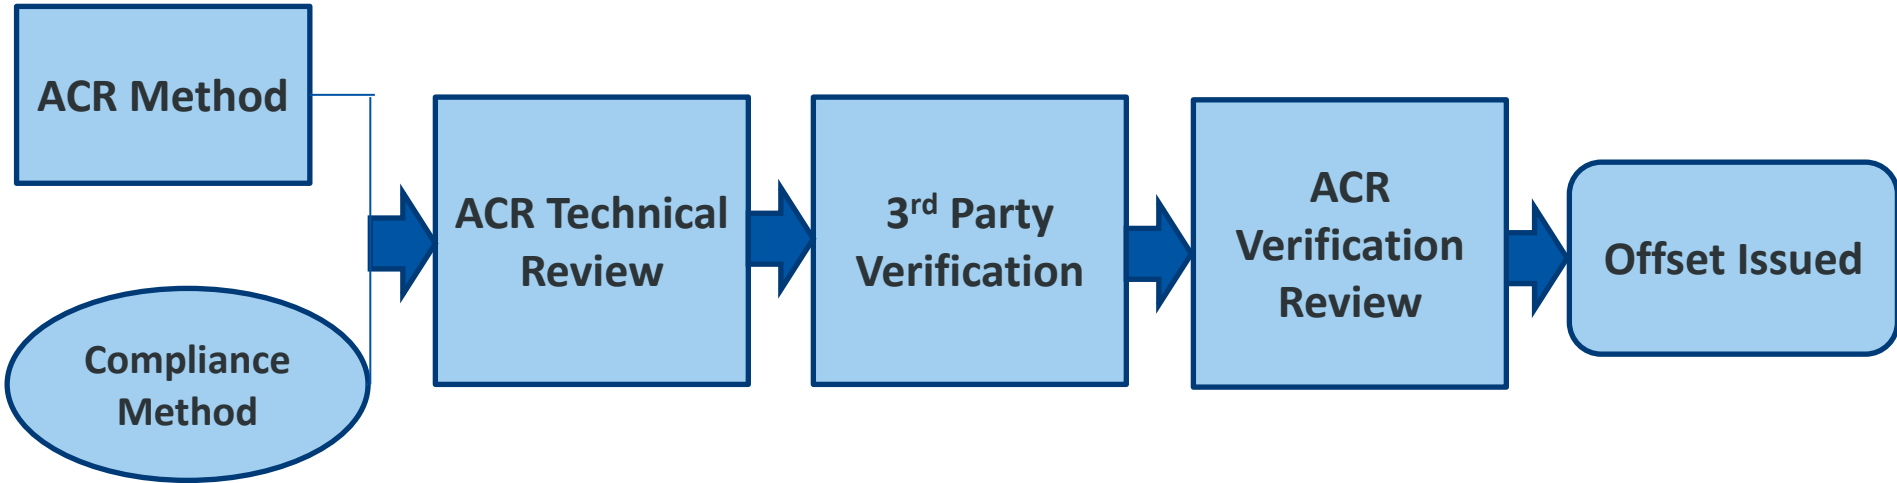 ACR Method
Compliance
Method
ACR Technical
Review
3rd Party
Verification
ACR
Verification
Review
Offset Issued